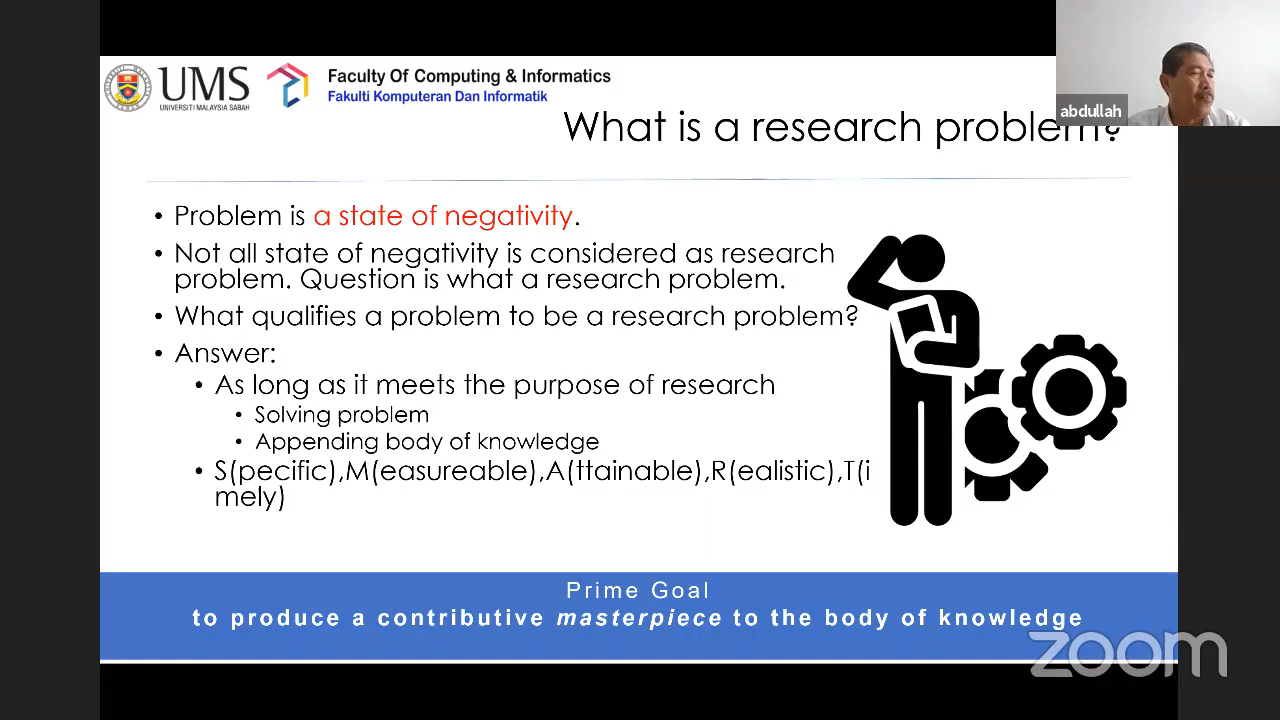 UMS
UNIVERSITI MALAYSIA SABAH
Faculty Of Computing & Informatics
Fakulti Komputeran Dan Informatik
abdullah
What is a research problem?
• Problem is a state of negativity.
• Not all state of negativity is considered as research
problem. Question is what a research problem.
• What qualifies a problem to be a research problem?
• Answer:
• As long as it meets the purpose of research
• Solving problem
• Appending body of knowledge
• S(pecific),M(easureable),A(ttainable),R(ealistic),T(i
mely)
Prime Goal
to produce a contributive masterpiece to the body of knowledge
zoom